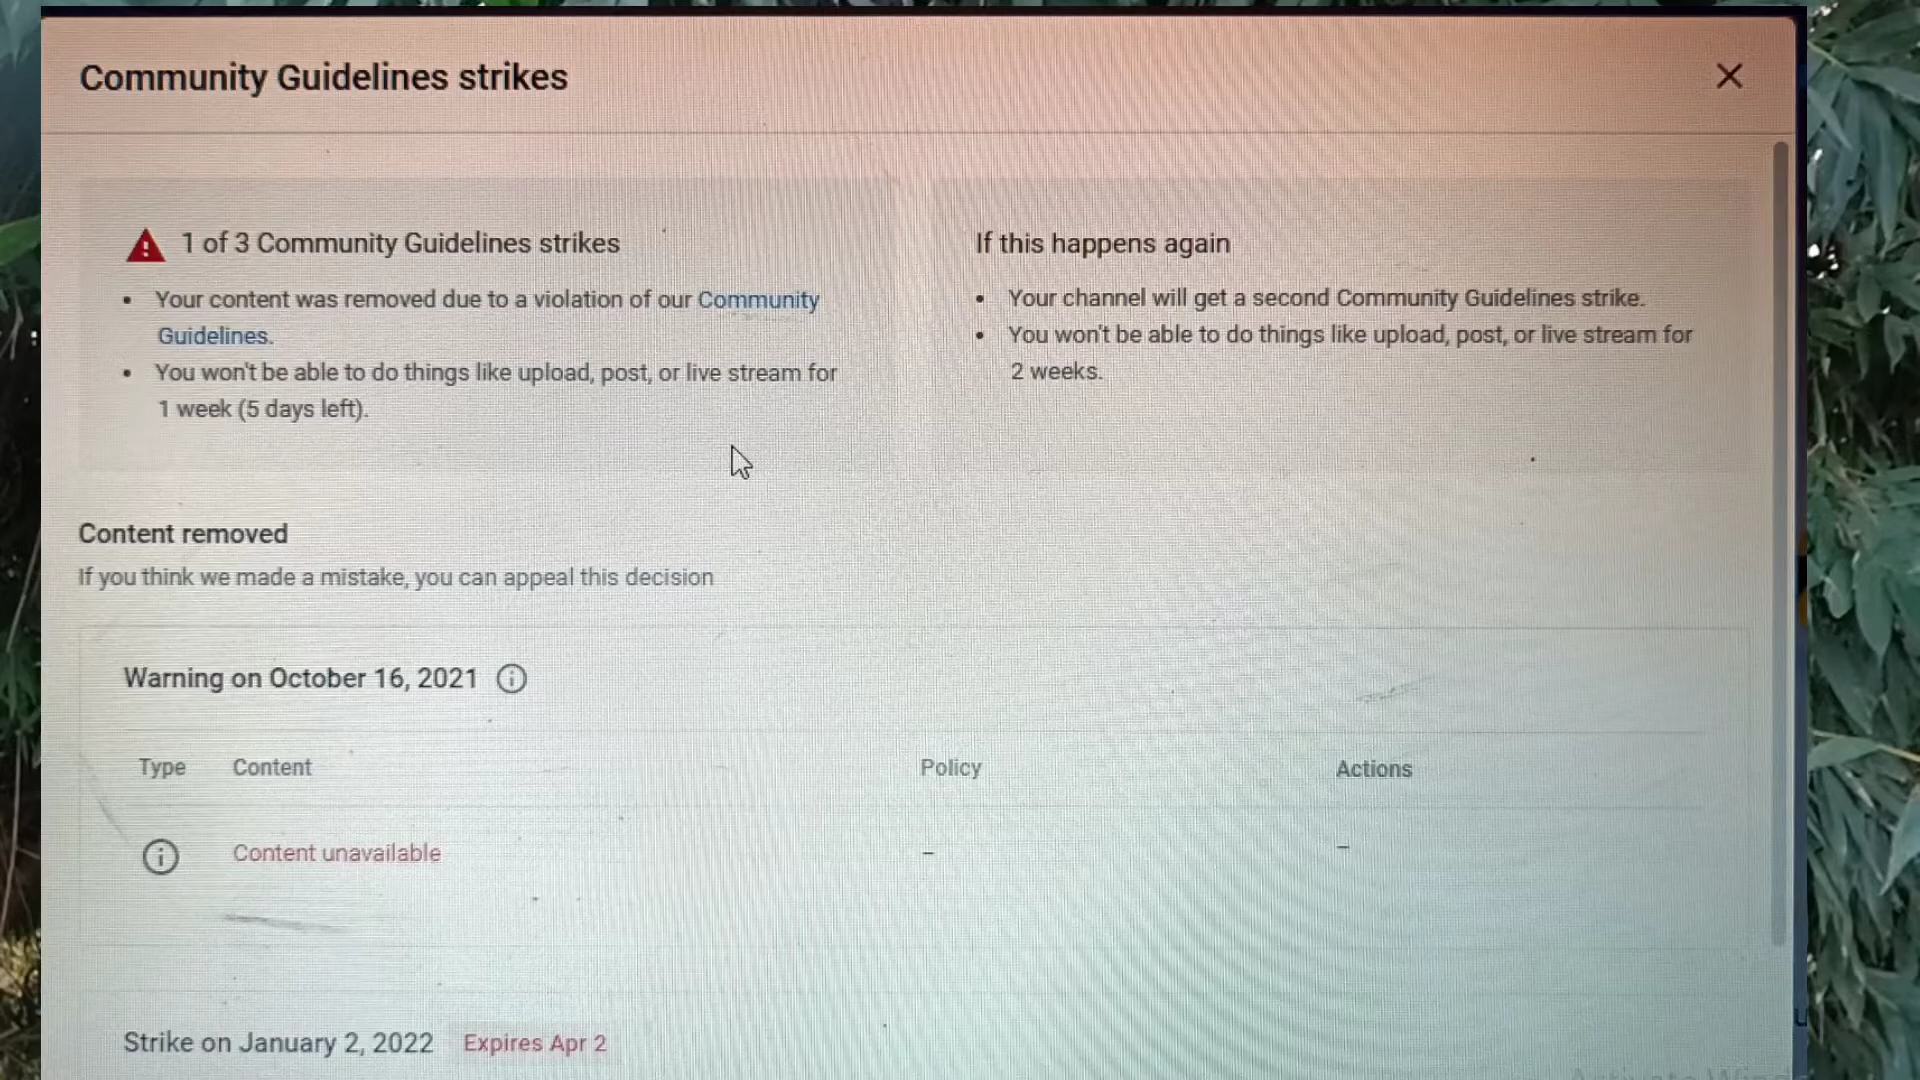 Community Guidelines strikes
1 of 3 Community Guidelines strikes
Your content was removed due to a violation of our Community
Guidelines.
You won't be able to do things like upload, post, or live stream for
1 week (5 days left).
If this happens again
Your channel will get a second Community Guidelines strike.
You won't be able to do things like upload, post, or live stream for
2 weeks.
Content removed
If you think we made a mistake, you can appeal this decision
Warning on October 16, 2021
Type Content Policy Actions
Content unavailable – –
Strike on January 2, 2022 Expires Apr 2